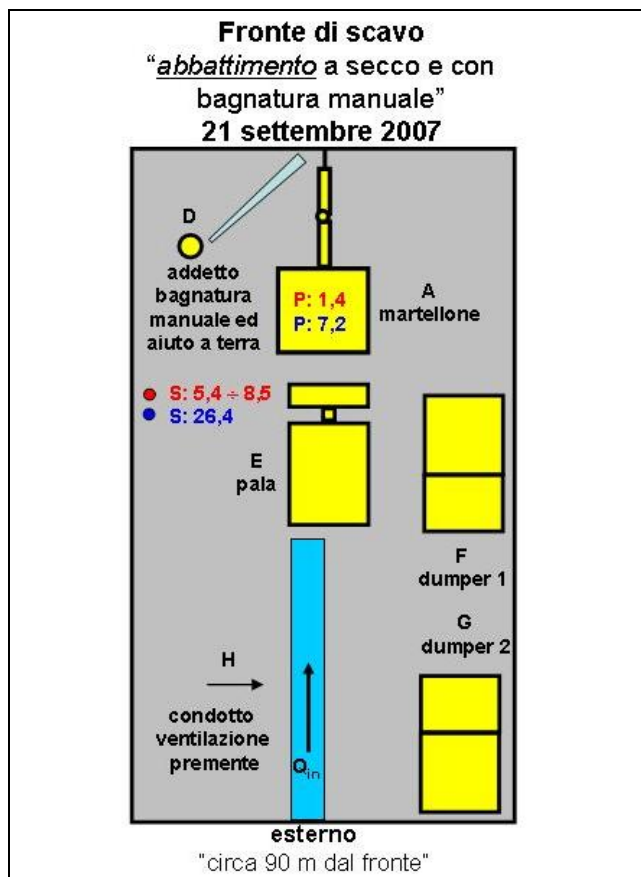 Fronte di scavo
“abbattimento a secco e con
bagnatura manuale”
21 settembre 2007
D
addetto
bagnatura
manuale ed
aiuto a terra
P: 1,4
P: 7,2
A
martellone
S: 5,4 ÷ 8,5
S: 26,4
E
pala
F
dumper 1
G
dumper 2
H
condotto
ventilazione
premente
Qin
esterno
"circa 90 m dal fronte"